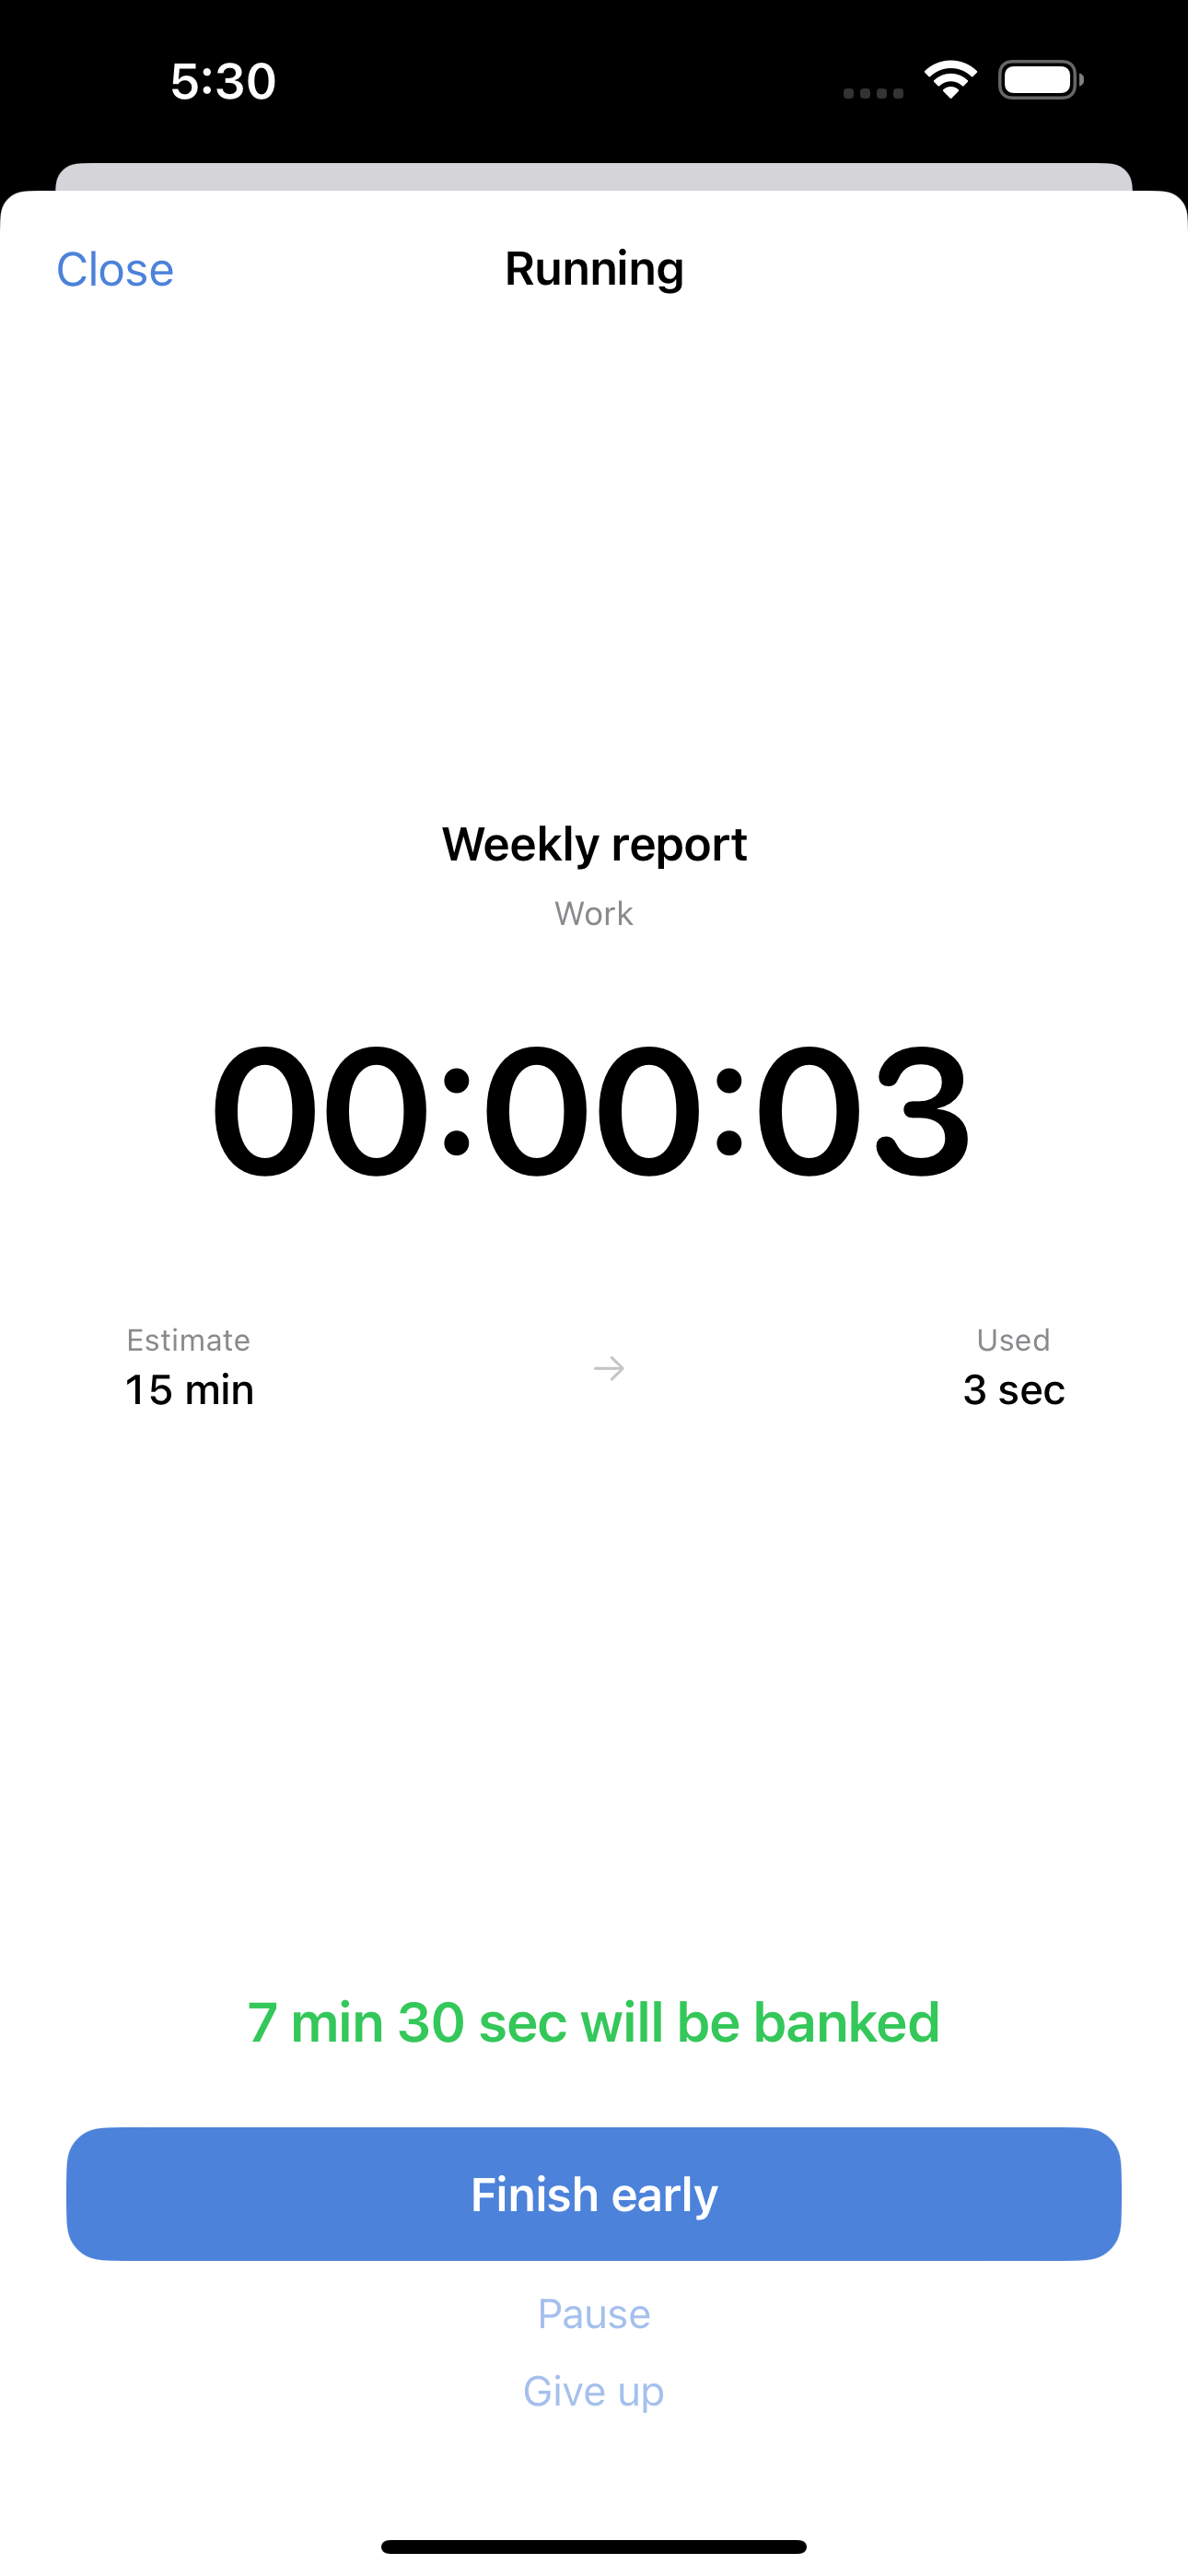 5:30
Close
Running
Weekly report
Work
00:00:03
Estimate
Used
15 min
→
3 sec
7 min 30 sec will be banked
Finish early
Pause
Give up